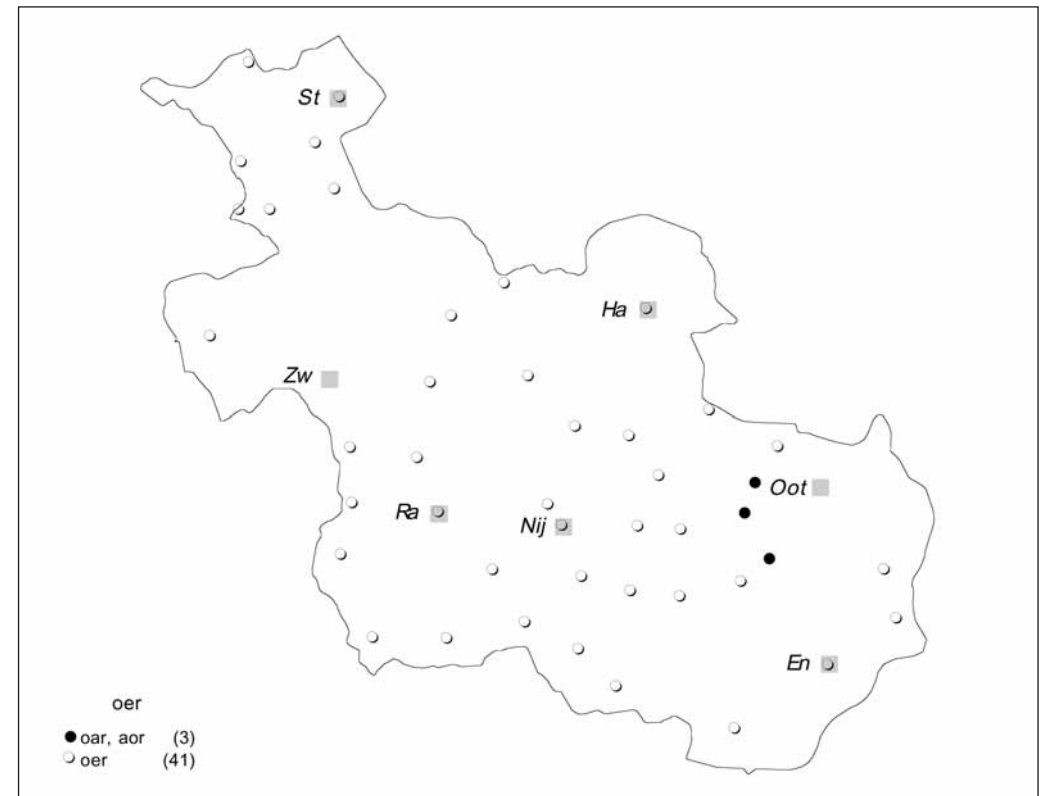 St
Ha
Zw
Oot
Ra
Nij
En
oer
oar, aor (3)
oer (41)